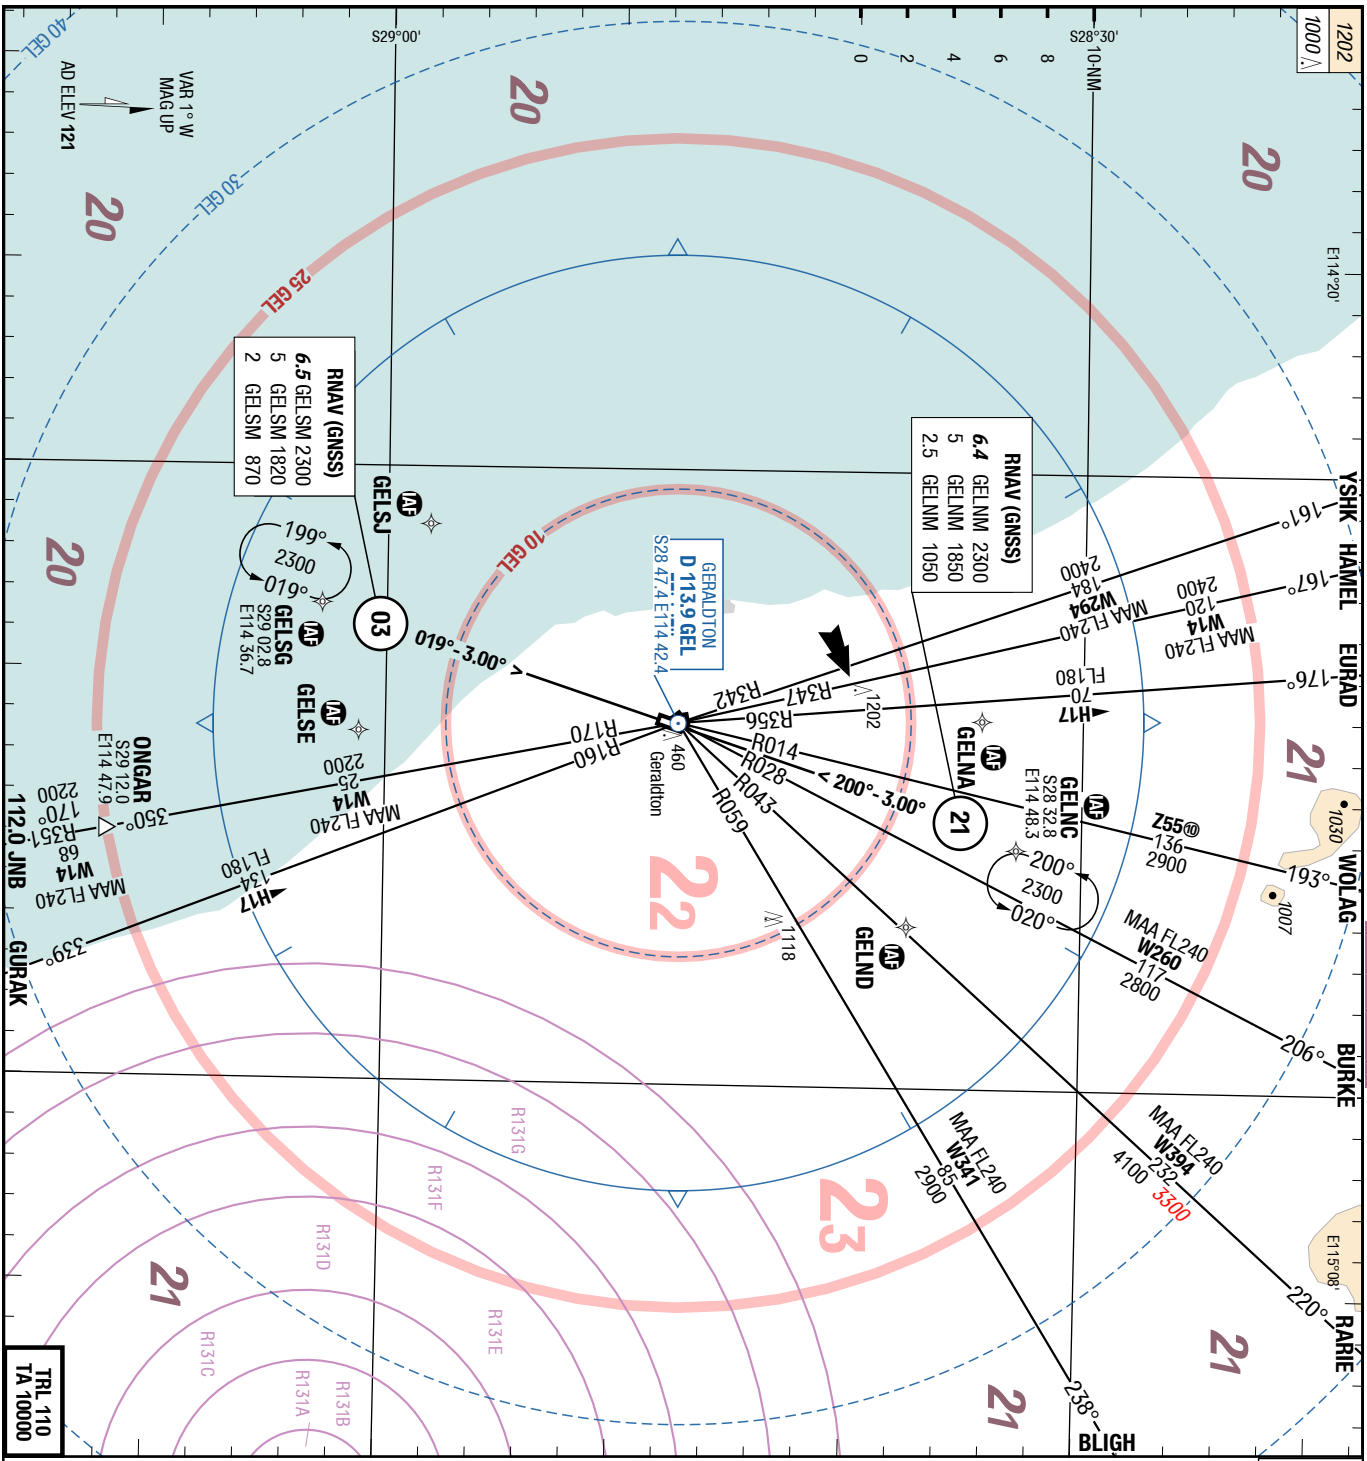 1202
1000
S28°30'
10-NM
8
6
4
2
0
S29°00'
40 GEL
VAR 1° W
MAG UP
AD ELEV 121
30 GEL
25 GEL
10 GEL
20
20
20
20
21
21
21
21
22
23
E114°20'
E115°08'
RNAV (GNSS)
6.5 GELSM 2300
5 GELSM 1820
2 GELSM 870
RNAV (GNSS)
6.4 GELNM 2300
5 GELNM 1850
2.5 GELNM 1050
YSHK
161°
HAMEL
167°
EURAD
176°
2400
184
W294
MAA FL240
2400
120
W14
MAA FL240
FL180
70
H17
R342
R347
R356
1202
IAF
GELSJ
199°
2300
019°
IAF
GELSG
S29 02.8
E114 36.7
03
019°-3.00° >
IAF
GELSE
GERALDTON
D 113.9 GEL
S28 47.4 E114 42.4
460
Geraldton
R170
R160
R014
R028
R043
R059
< 200°-3.00°
21
IAF
GELNA
IAF
GELNC
S28 32.8
E114 48.3
200°
2300
020°
Z55⑩
136
2900
193°
WOLAG
1030
1007
MAA FL240
W260
117
2800
206°
BURKE
IAF
GELND
1118
2200
25
W14
MAA FL240
ONGAR
S29 12.0
E114 47.9
350°
2200
170°
R351
112.0 JNB
68
W14
MAA FL240
FL180
134
H17
339°
GURAK
MAA FL240
W394
232
4100
3300
220°
RARIE
MAA FL240
W341
85
2900
238°
BLIGH
R131G
R131F
R131D
R131E
R131C
R131B
R131A
TRL 110
TA 10000